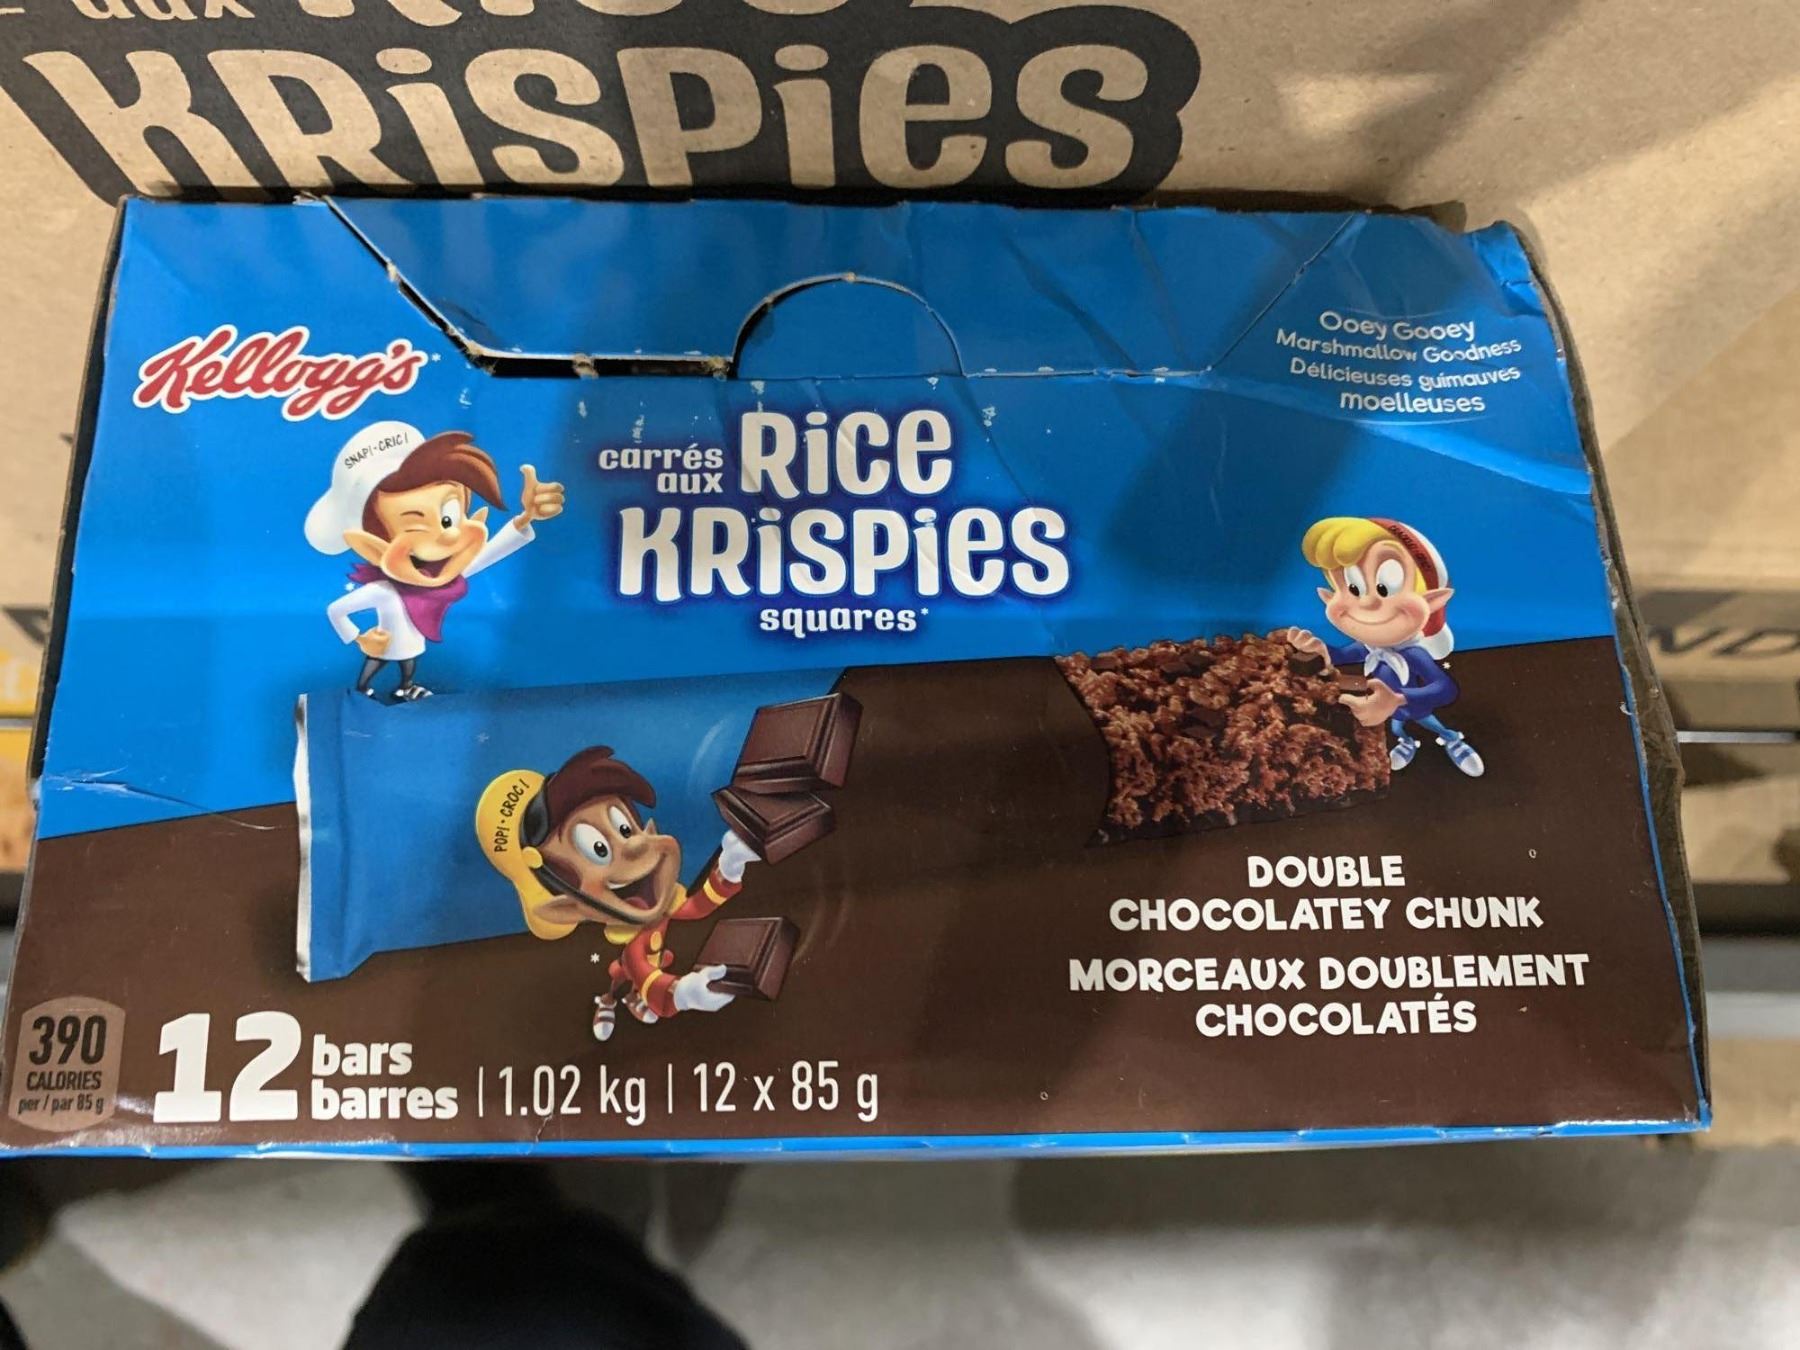 aux
KRISPIES
Kellogg's*
Ooey Gooey
Marshmallow Goodness
Délicieuses guimauves
moelleuses
SNAP!•CRIC!
carrés
aux
RICE
KRISPIES
squares*
POP!•CROC!
DOUBLE
CHOCOLATEY CHUNK
MORCEAUX DOUBLEMENT
CHOCOLATÉS
390
CALORIES
per / par 85 g
12 bars
barres | 1.02 kg | 12 x 85 g